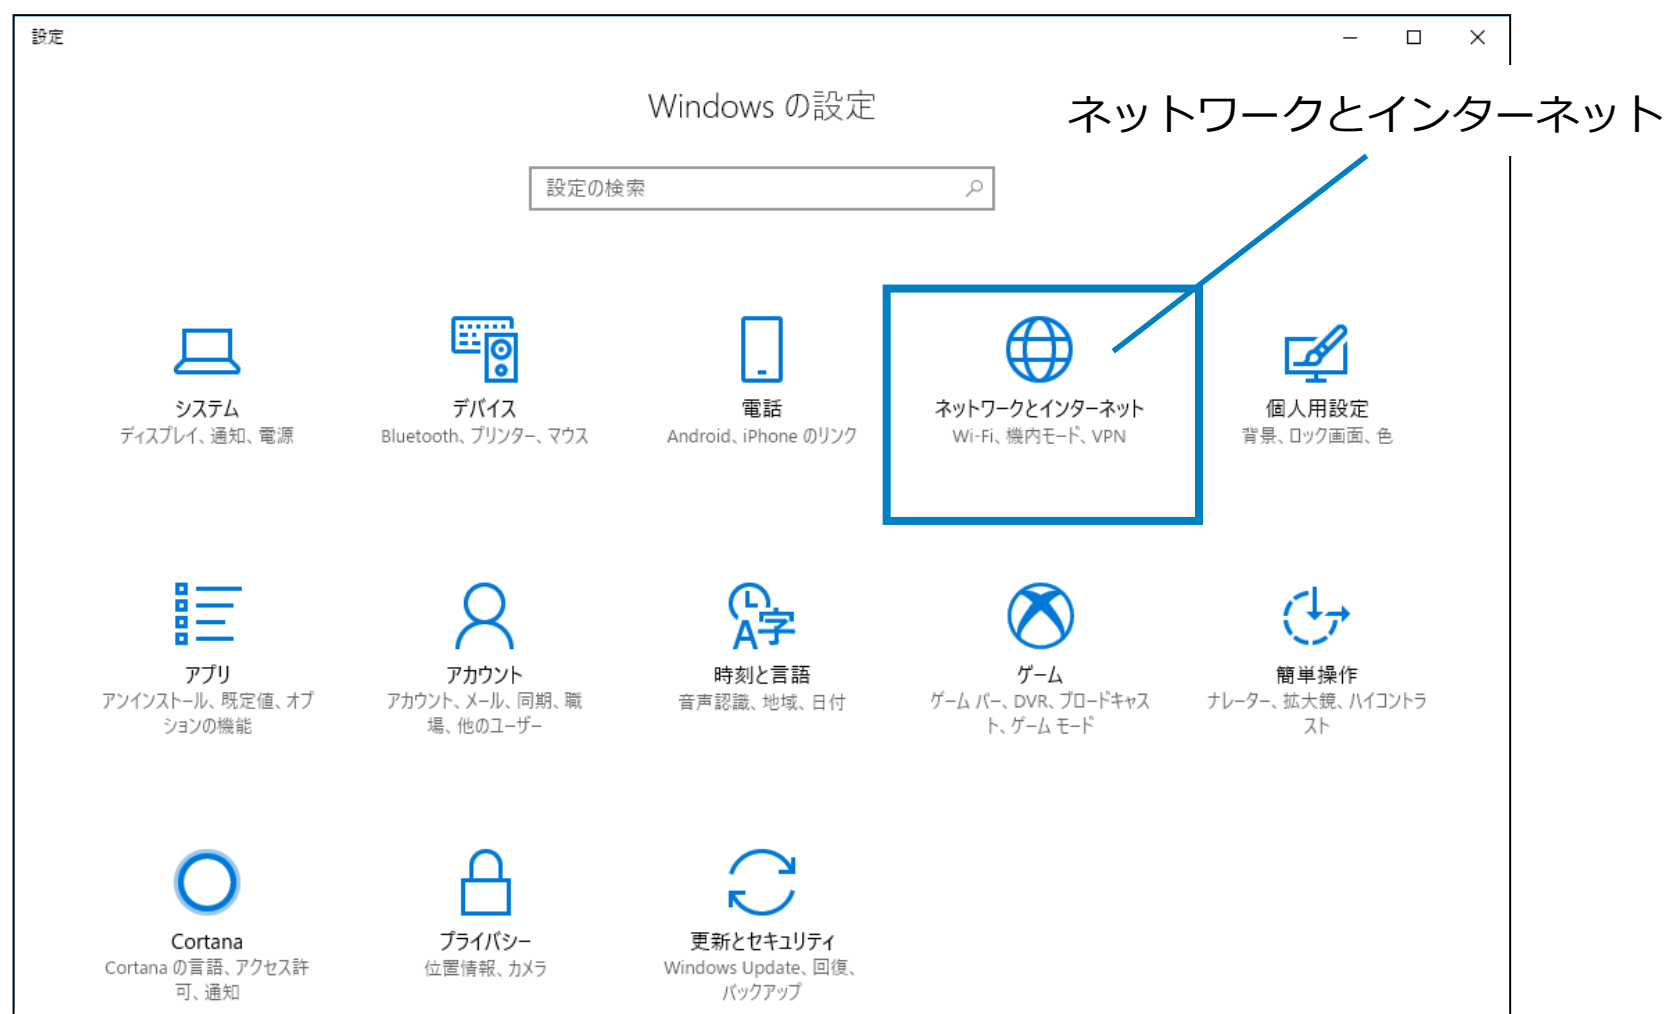 設定
Windows の設定
ネットワークとインターネット
設定の検索
システム
ディスプレイ、通知、電源
デバイス
Bluetooth、プリンター、マウス
電話
Android、iPhone のリンク
ネットワークとインターネット
Wi-Fi、機内モード、VPN
個人用設定
背景、ロック画面、色
アプリ
アンインストール、既定値、オプ
ションの機能
アカウント
アカウント、メール、同期、職
場、他のユーザー
時刻と言語
音声認識、地域、日付
ゲーム
ゲーム バー、DVR、ブロードキャス
ト、ゲーム モード
簡単操作
ナレーター、拡大鏡、ハイコントラ
スト
Cortana
Cortana の言語、アクセス許
可、通知
プライバシー
位置情報、カメラ
更新とセキュリティ
Windows Update、回復、
バックアップ